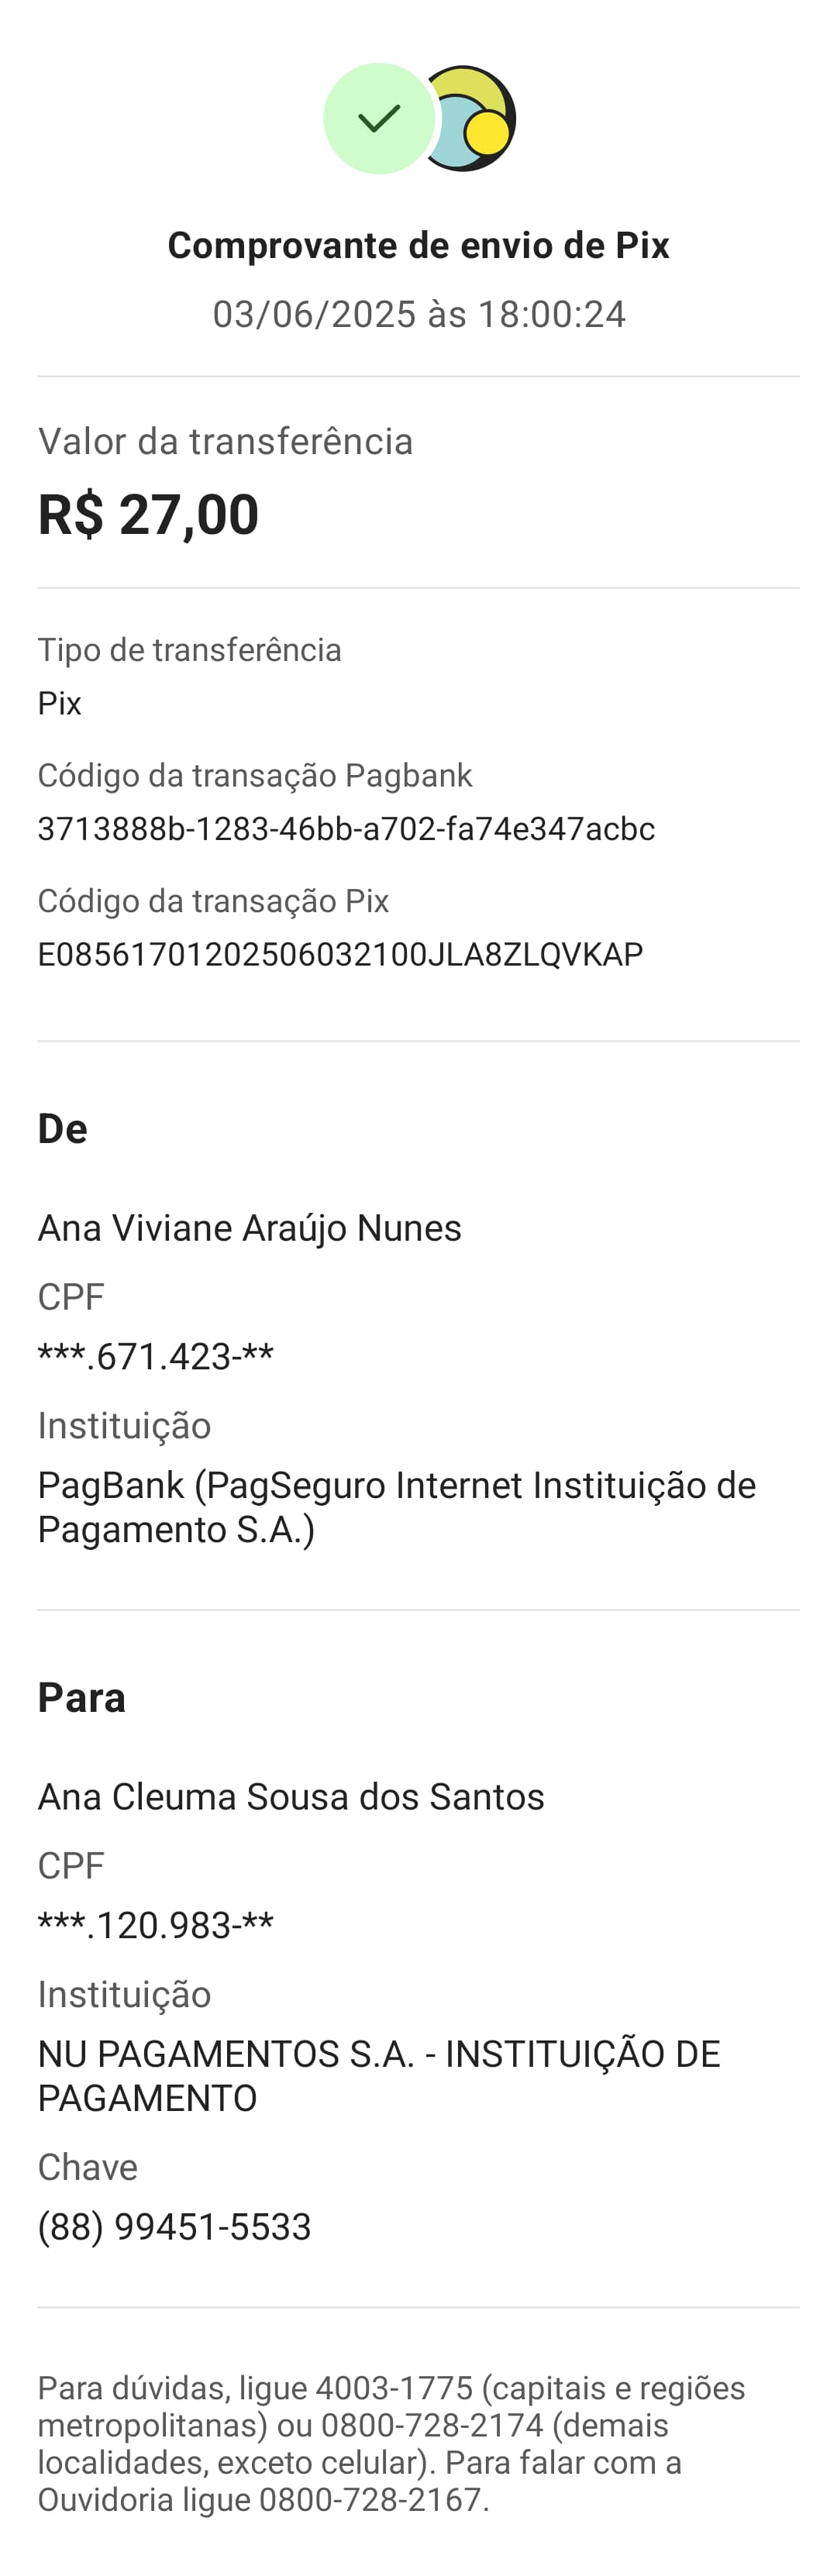 Comprovante de envio de Pix
03/06/2025 às 18:00:24
Valor da transferência
R$ 27,00
Tipo de transferência
Pix
Código da transação Pagbank
3713888b-1283-46bb-a702-fa74e347acbc
Código da transação Pix
E08561701202506032100JLA8ZLQVKAP
De
Ana Viviane Araújo Nunes
CPF
***.671.423-**
Instituição
PagBank (PagSeguro Internet Instituição de
Pagamento S.A.)
Para
Ana Cleuma Sousa dos Santos
CPF
***.120.983-**
Instituição
NU PAGAMENTOS S.A. - INSTITUIÇÃO DE
PAGAMENTO
Chave
(88) 99451-5533
Para dúvidas, ligue 4003-1775 (capitais e regiões
metropolitanas) ou 0800-728-2174 (demais
localidades, exceto celular). Para falar com a
Ouvidoria ligue 0800-728-2167.